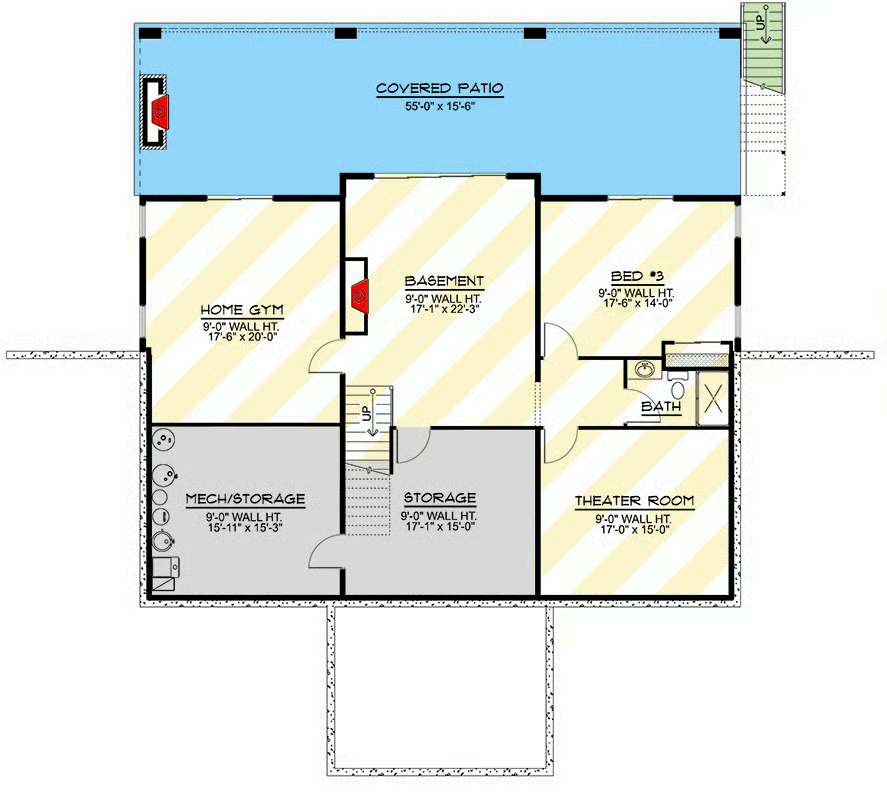 UP
COVERED PATIO
55'-0" x 15'-6"
BASEMENT
9'-0" WALL HT.
17'-1" x 22'-3"
BED #3
9'-0" WALL HT.
17'-6" x 14'-0"
HOME GYM
9'-0" WALL HT.
17'-6" x 20'-0"
UP
BATH
MECH/STORAGE
9'-0" WALL HT.
15'-11" x 15'-3"
STORAGE
9'-0" WALL HT.
17'-1" x 15'-0"
THEATER ROOM
9'-0" WALL HT.
17'-0" x 15'-0"